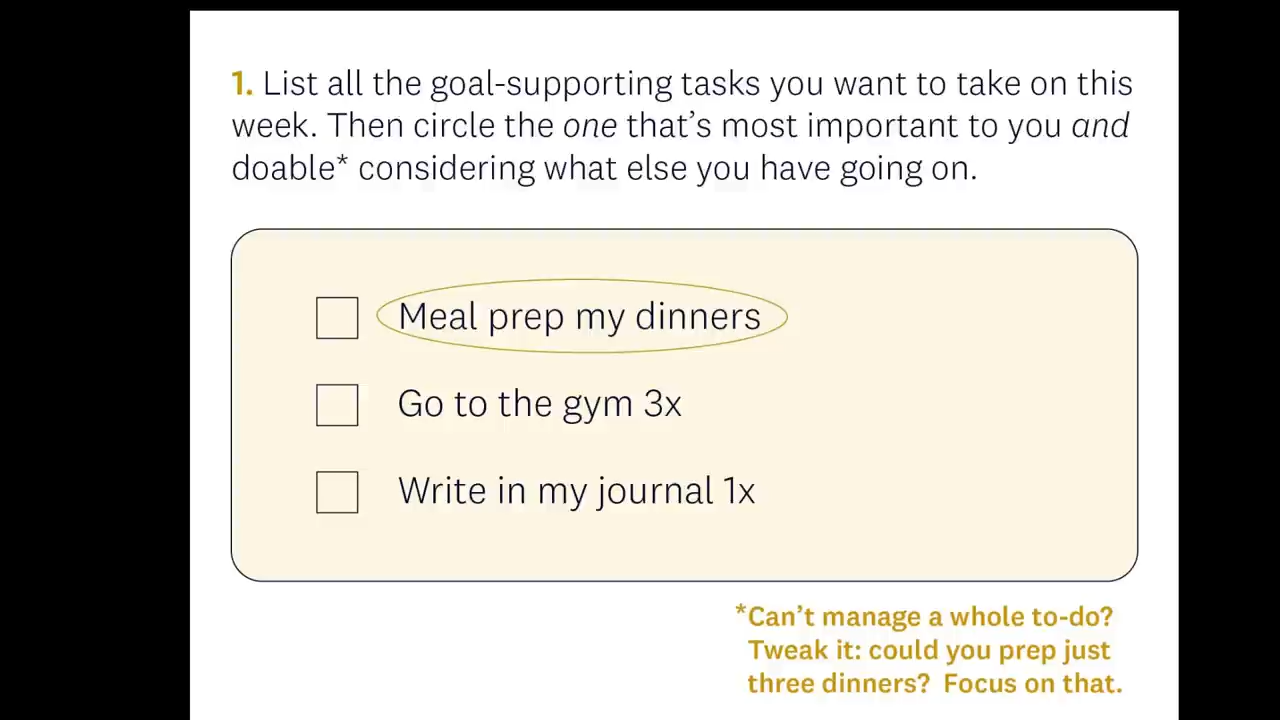 1. List all the goal-supporting tasks you want to take on this
week. Then circle the one that’s most important to you and
doable* considering what else you have going on.
Meal prep my dinners
Go to the gym 3x
Write in my journal 1x
*Can’t manage a whole to-do?
Tweak it: could you prep just
three dinners? Focus on that.